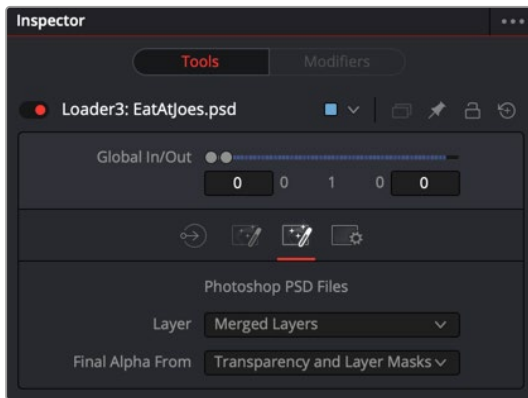 Inspector
Tools Modifiers
Loader3: EatAtJoes.psd
Global In/Out
0 0 1 0 0
Photoshop PSD Files
Layer Merged Layers
Final Alpha From Transparency and Layer Masks